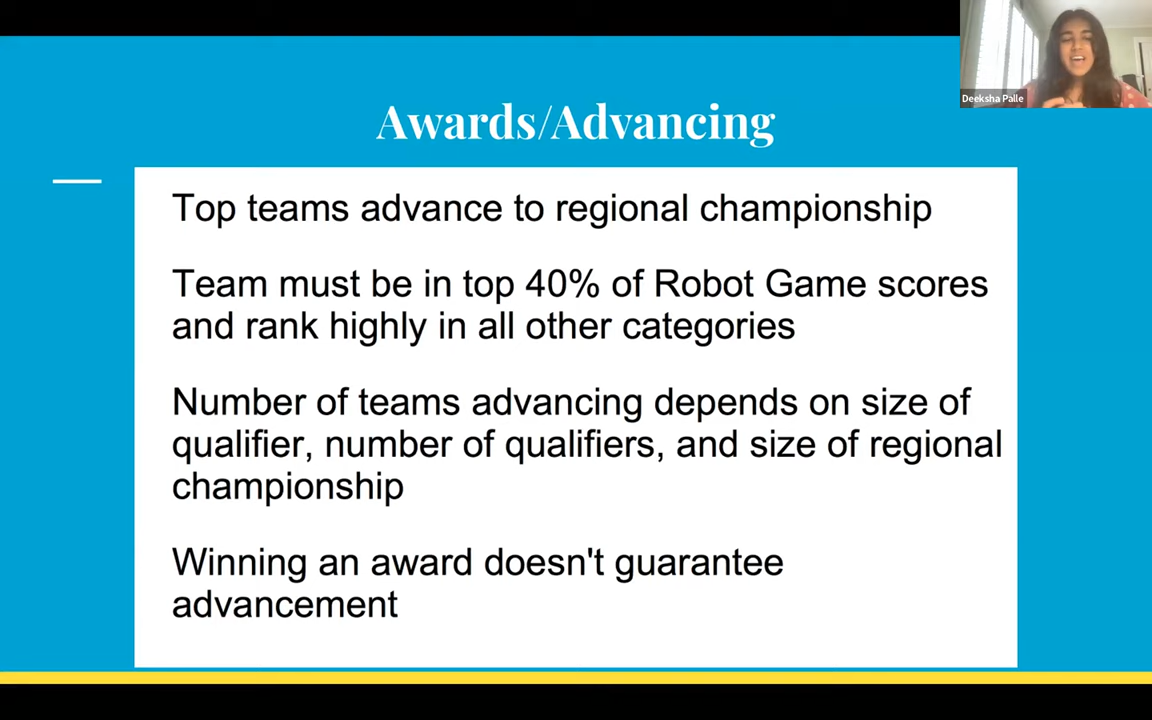 Deeksha Palle
Awards/Advancing
Top teams advance to regional championship
Team must be in top 40% of Robot Game scores
and rank highly in all other categories
Number of teams advancing depends on size of
qualifier, number of qualifiers, and size of regional
championship
Winning an award doesn't guarantee
advancement